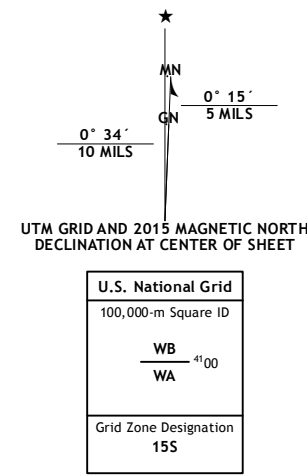 ★
MN
0° 15´
5 MILS
GN
0° 34´
10 MILS
UTM GRID AND 2015 MAGNETIC NORTH
DECLINATION AT CENTER OF SHEET
U.S. National Grid
100,000-m Square ID
WB
4100
WA
Grid Zone Designation
15S